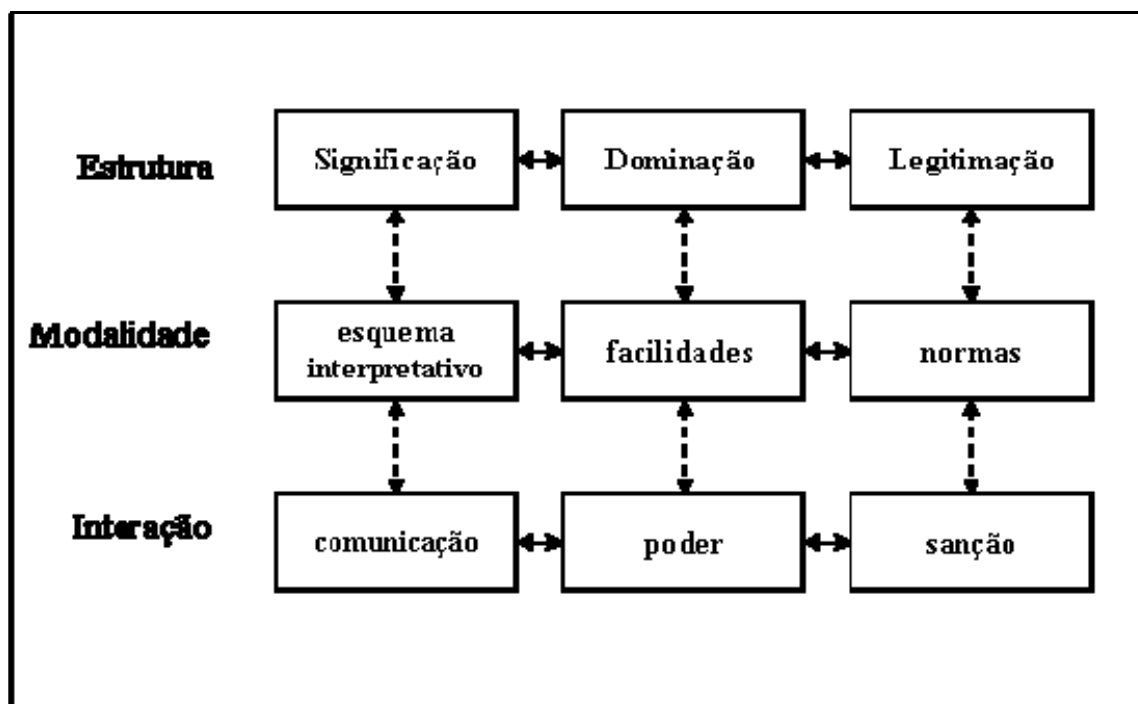 Estrutura
Significação
Dominação
Legitimação
Modalidade
esquema
interpretativo
facilidades
normas
Interação
comunicação
poder
sanção